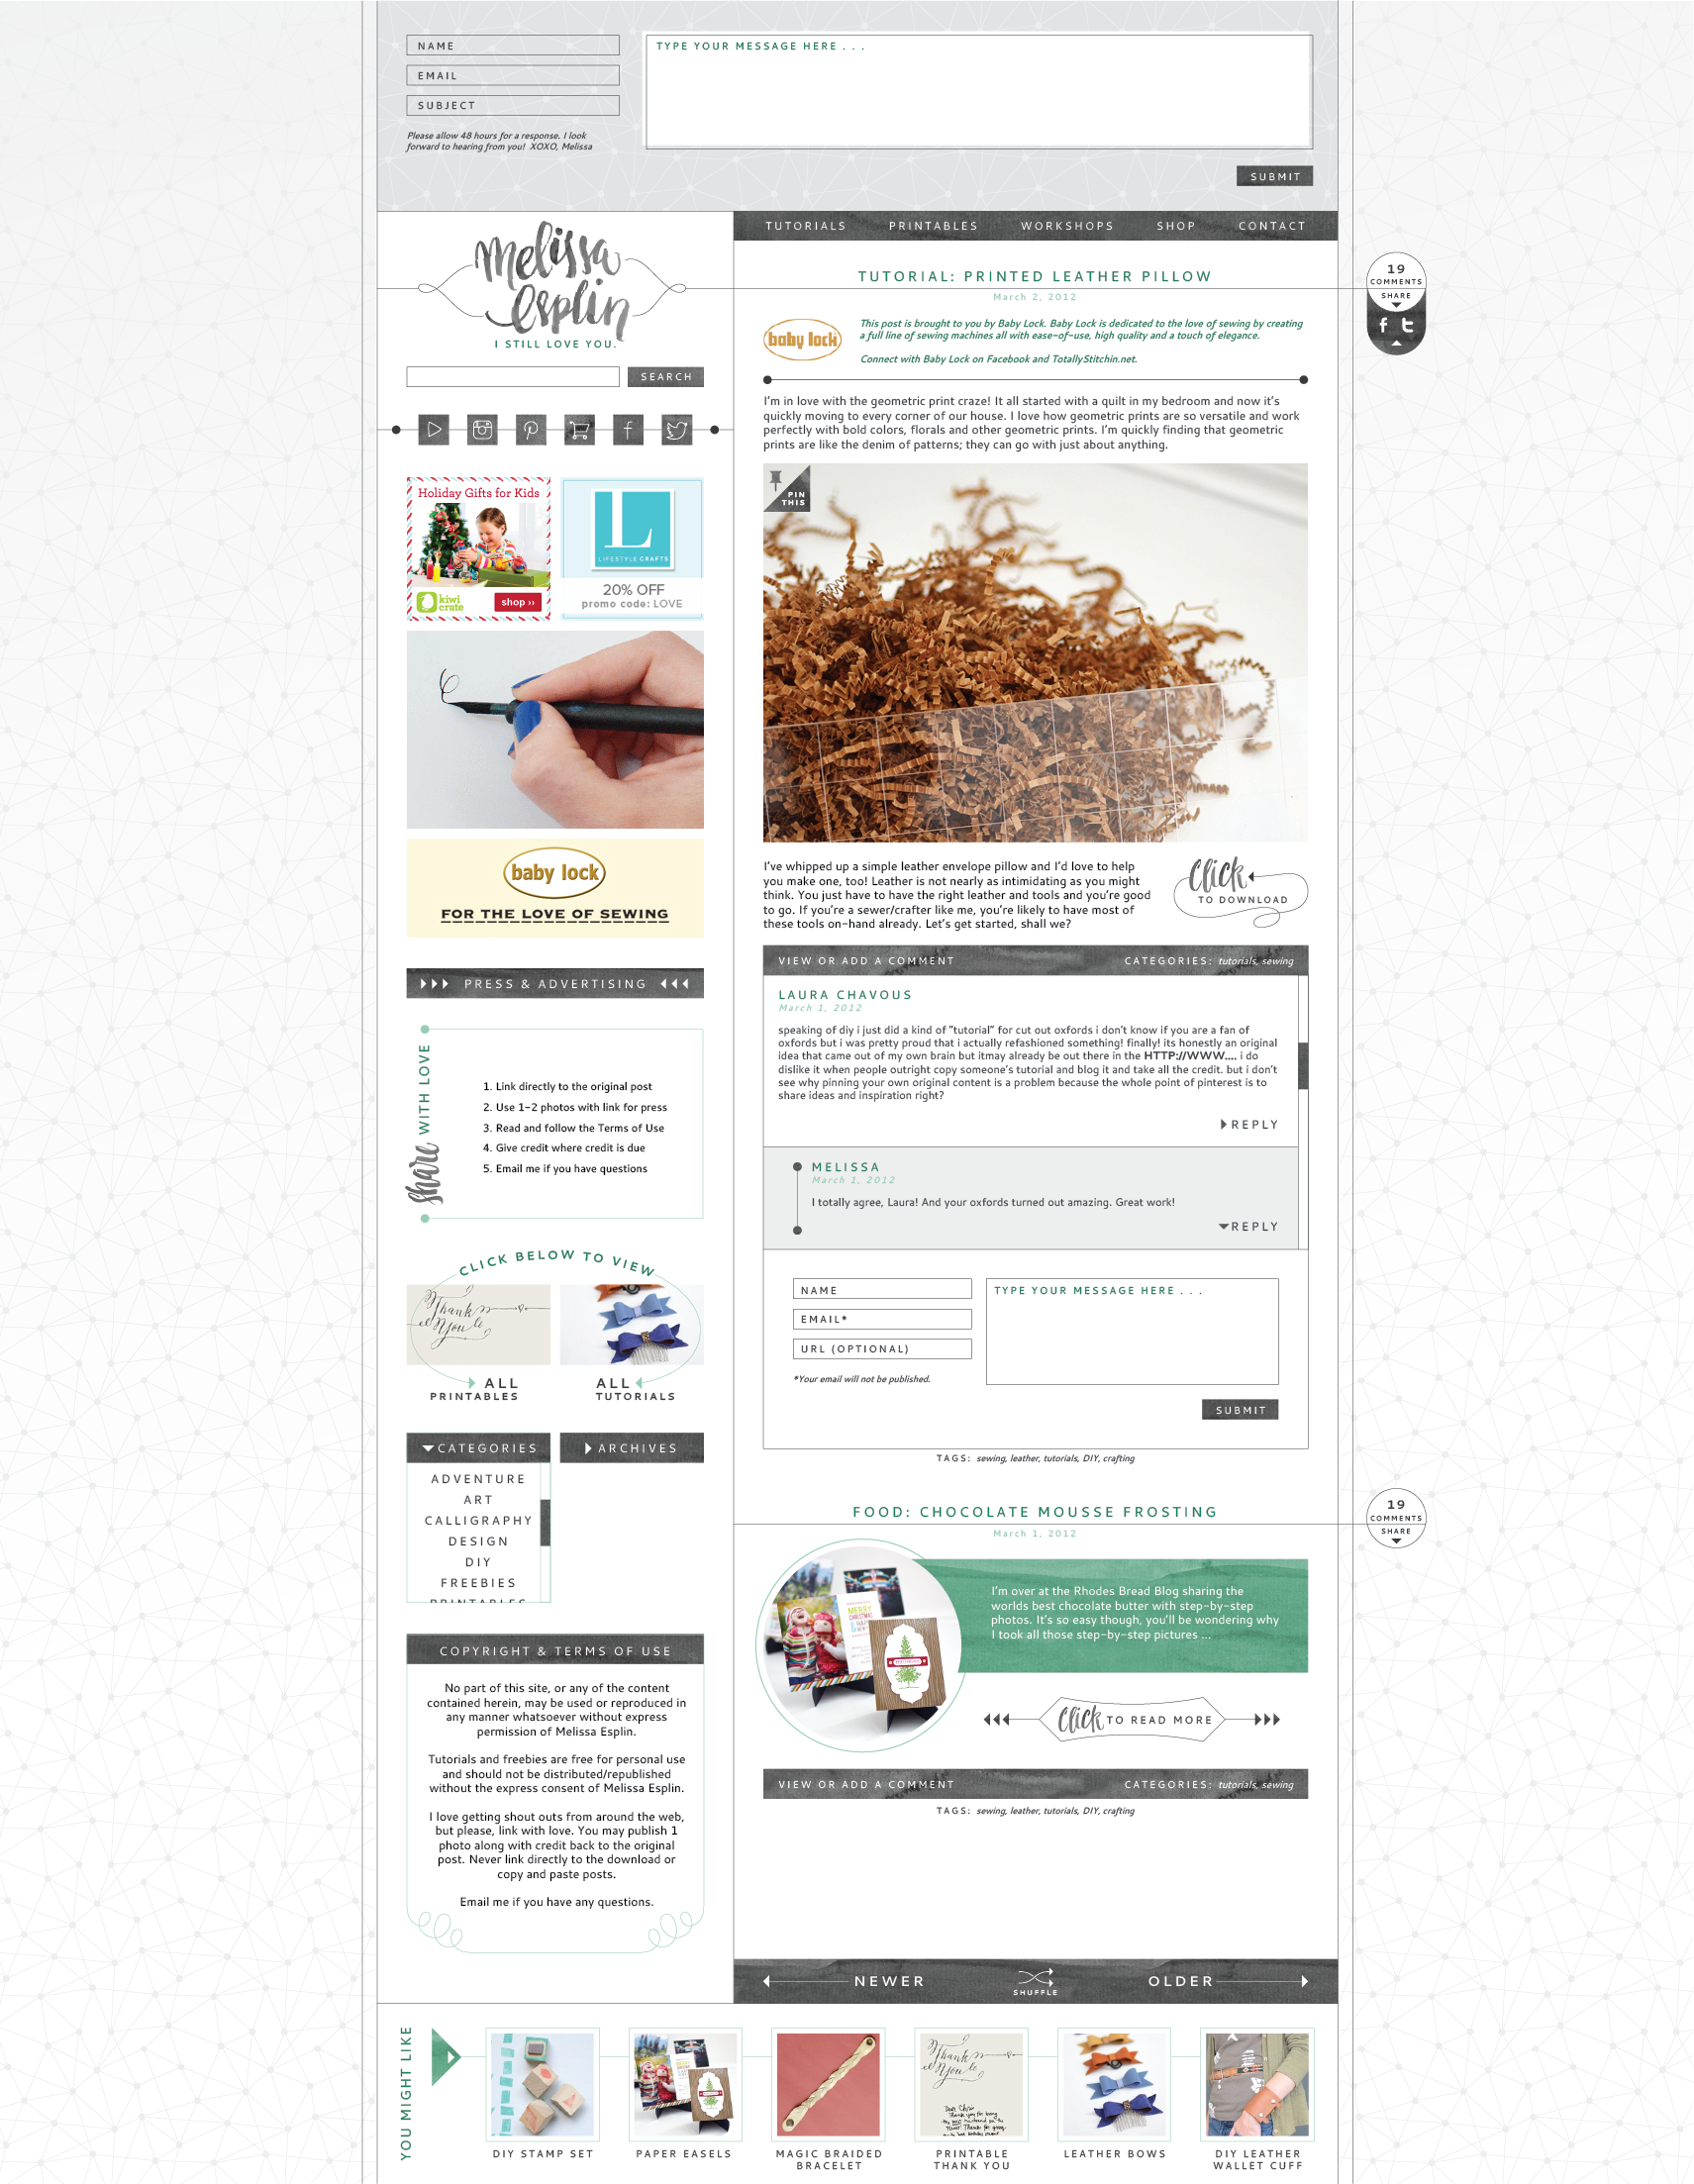 NAME
EMAIL
SUBJECT
Please allow 48 hours for a response. I look
forward to hearing from you! XOXO, Melissa
TYPE YOUR MESSAGE HERE . . .
SUBMIT
TUTORIALS PRINTABLES WORKSHOPS SHOP CONTACT
melissa
esplin
I STILL LOVE YOU.
SEARCH
Holiday Gifts for Kids
kiwi
crate
shop ››
L
LIFESTYLE CRAFTS
20% OFF
promo code: LOVE
baby lock
FOR THE LOVE OF SEWING
PRESS & ADVERTISING
share WITH LOVE
1. Link directly to the original post
2. Use 1-2 photos with link for press
3. Read and follow the Terms of Use
4. Give credit where credit is due
5. Email me if you have questions
CLICK BELOW TO VIEW
Thank
You
ALL
PRINTABLES
ALL
TUTORIALS
CATEGORIES
ARCHIVES
ADVENTURE
ART
CALLIGRAPHY
DESIGN
DIY
FREEBIES
PRINTABLES
COPYRIGHT & TERMS OF USE
No part of this site, or any of the content
contained herein, may be used or reproduced in
any manner whatsoever without express
permission of Melissa Esplin.
Tutorials and freebies are free for personal use
and should not be distributed/republished
without the express consent of Melissa Esplin.
I love getting shout outs from around the web,
but please, link with love. You may publish 1
photo along with credit back to the original
post. Never link directly to the download or
copy and paste posts.
Email me if you have any questions.
TUTORIAL: PRINTED LEATHER PILLOW
March 2, 2012
19
COMMENTS
SHARE
f t
baby lock
This post is brought to you by Baby Lock. Baby Lock is dedicated to the love of sewing by creating
a full line of sewing machines all with ease-of-use, high quality and a touch of elegance.
Connect with Baby Lock on Facebook and TotallyStitchin.net.
I'm in love with the geometric print craze! It all started with a quilt in my bedroom and now it's
quickly moving to every corner of our house. I love how geometric prints are so versatile and work
perfectly with bold colors, florals and other geometric prints. I'm quickly finding that geometric
prints are like the denim of patterns; they can go with just about anything.
PIN
THIS
I've whipped up a simple leather envelope pillow and I'd love to help
you make one, too! Leather is not nearly as intimidating as you might
think. You just have to have the right leather and tools and you're good
to go. If you're a sewer/crafter like me, you're likely to have most of
these tools on-hand already. Let's get started, shall we?
Click
TO DOWNLOAD
VIEW OR ADD A COMMENT
CATEGORIES: tutorials, sewing
LAURA CHAVOUS
March 1, 2012
speaking of diy i just did a kind of "tutorial" for cut out oxfords i don't know if you are a fan of
oxfords but i was pretty proud that i actually refashioned something! finally! its honestly an original
idea that came out of my own brain but itmay already be out there in the HTTP://WWW.... i do
dislike it when people outright copy someone's tutorial and blog it and take all the credit. but i don't
see why pinning your own original content is a problem because the whole point of pinterest is to
share ideas and inspiration right?
REPLY
MELISSA
March 1, 2012
I totally agree, Laura! And your oxfords turned out amazing. Great work!
REPLY
NAME
EMAIL*
URL (OPTIONAL)
*Your email will not be published.
TYPE YOUR MESSAGE HERE . . .
SUBMIT
TAGS: sewing, leather, tutorials, DIY, crafting
FOOD: CHOCOLATE MOUSSE FROSTING
March 1, 2012
19
COMMENTS
SHARE
MERRY
CHRISTMAS
I'm over at the Rhodes Bread Blog sharing the
worlds best chocolate butter with step-by-step
photos. It's so easy though, you'll be wondering why
I took all those step-by-step pictures ...
Click TO READ MORE
VIEW OR ADD A COMMENT
CATEGORIES: tutorials, sewing
TAGS: sewing, leather, tutorials, DIY, crafting
NEWER
SHUFFLE
OLDER
YOU MIGHT LIKE
Thank
You
DIY STAMP SET
PAPER EASELS
MAGIC BRAIDED
BRACELET
PRINTABLE
THANK YOU
LEATHER BOWS
DIY LEATHER
WALLET CUFF